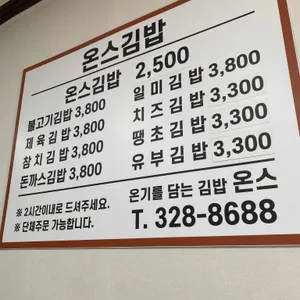 온스김밥
온스김밥 2,500
불고기김밥 3,800
제육김밥 3,800
참치김밥 3,800
돈까스김밥 3,800
일미김밥 3,800
치즈김밥 3,300
땡초김밥 3,300
유부김밥 3,300
※ 2시간이내로 드셔주세요.
※ 단체주문 가능합니다.
온기를 담는 김밥 온스
T. 328-8688